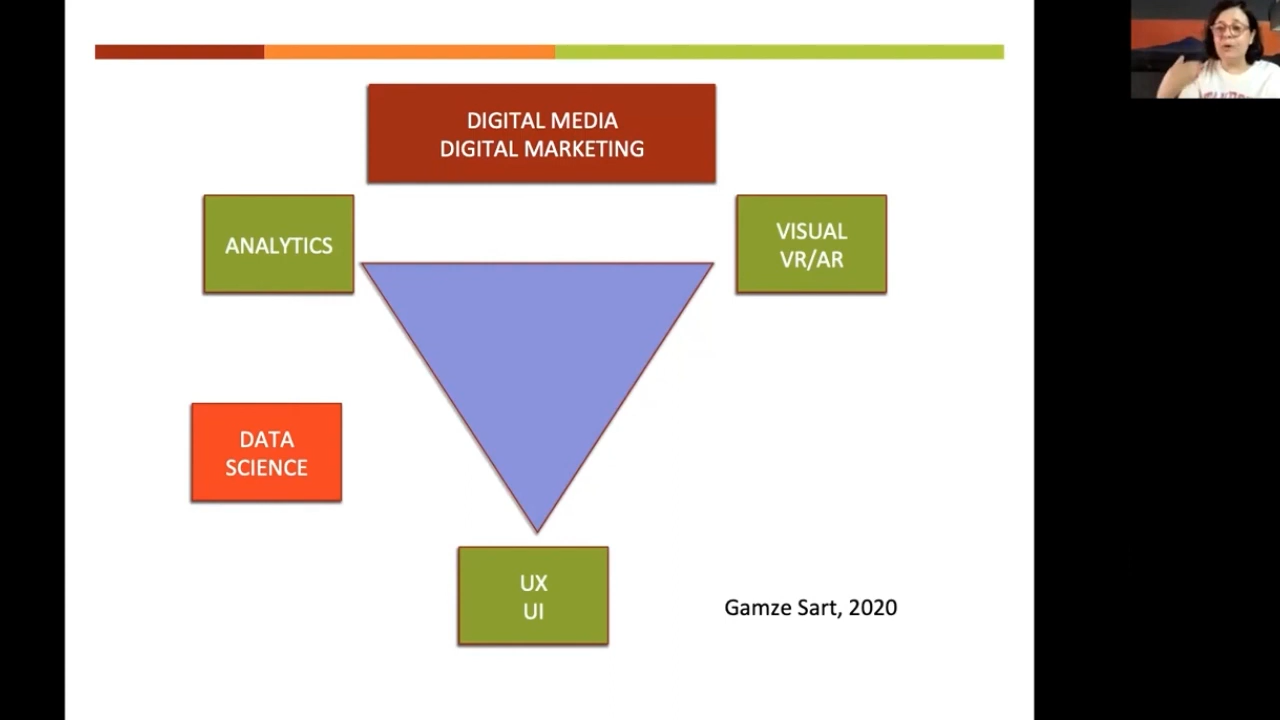 DIGITAL MEDIA
DIGITAL MARKETING
ANALYTICS
VISUAL
VR/AR
DATA
SCIENCE
UX
UI
Gamze Sart, 2020